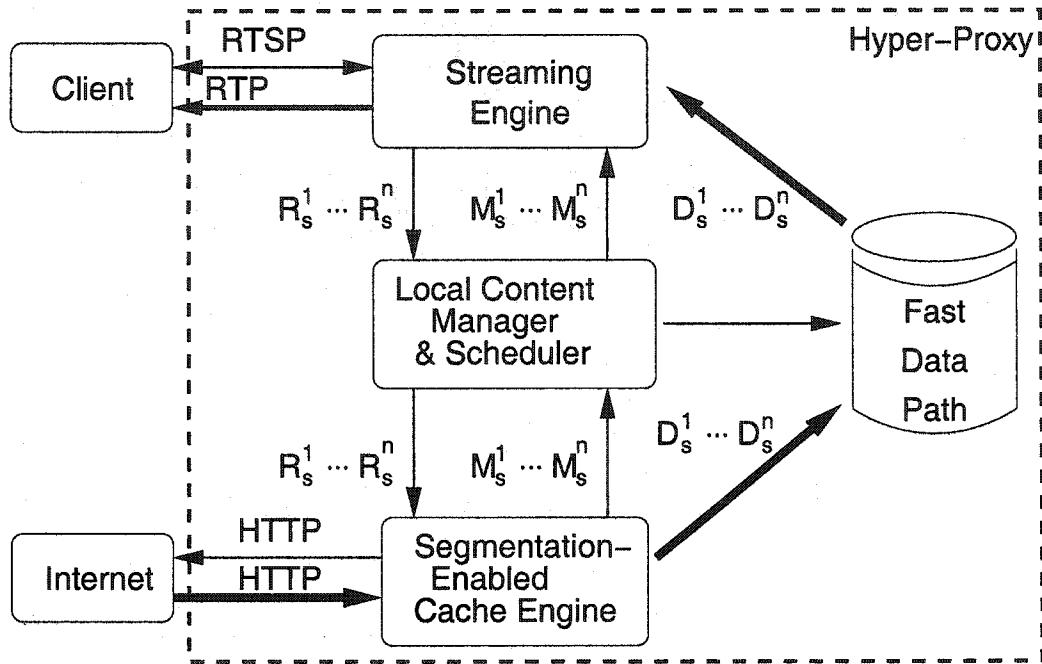 Hyper–Proxy
RTSP
Client
RTP
Streaming
Engine
R_s^1 ... R_s^n
M_s^1 ... M_s^n
D_s^1 ... D_s^n
Local Content
Manager
& Scheduler
Fast
Data
Path
R_s^1 ... R_s^n
M_s^1 ... M_s^n
D_s^1 ... D_s^n
HTTP
Internet
HTTP
Segmentation–
Enabled
Cache Engine